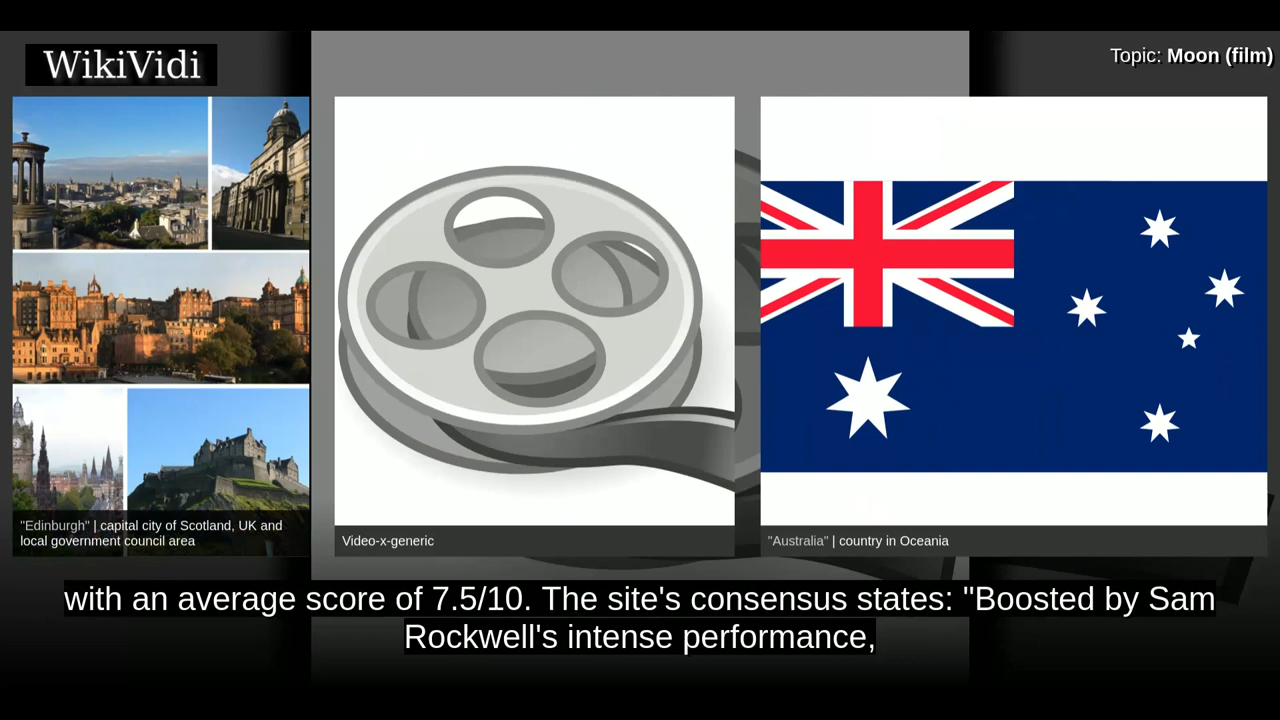 WikiVidi
Topic: Moon (film)
"Edinburgh" | capital city of Scotland, UK and
local government council area
Video-x-generic
"Australia" | country in Oceania
with an average score of 7.5/10. The site's consensus states: "Boosted by Sam
Rockwell's intense performance,